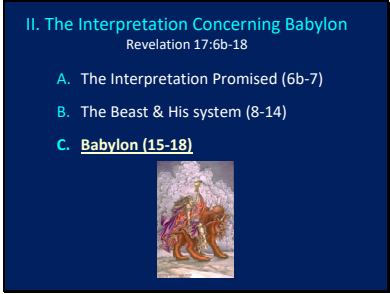 II. The Interpretation Concerning Babylon
Revelation 17:6b-18
A. The Interpretation Promised (6b-7)
B. The Beast & His system (8-14)
C. Babylon (15-18)